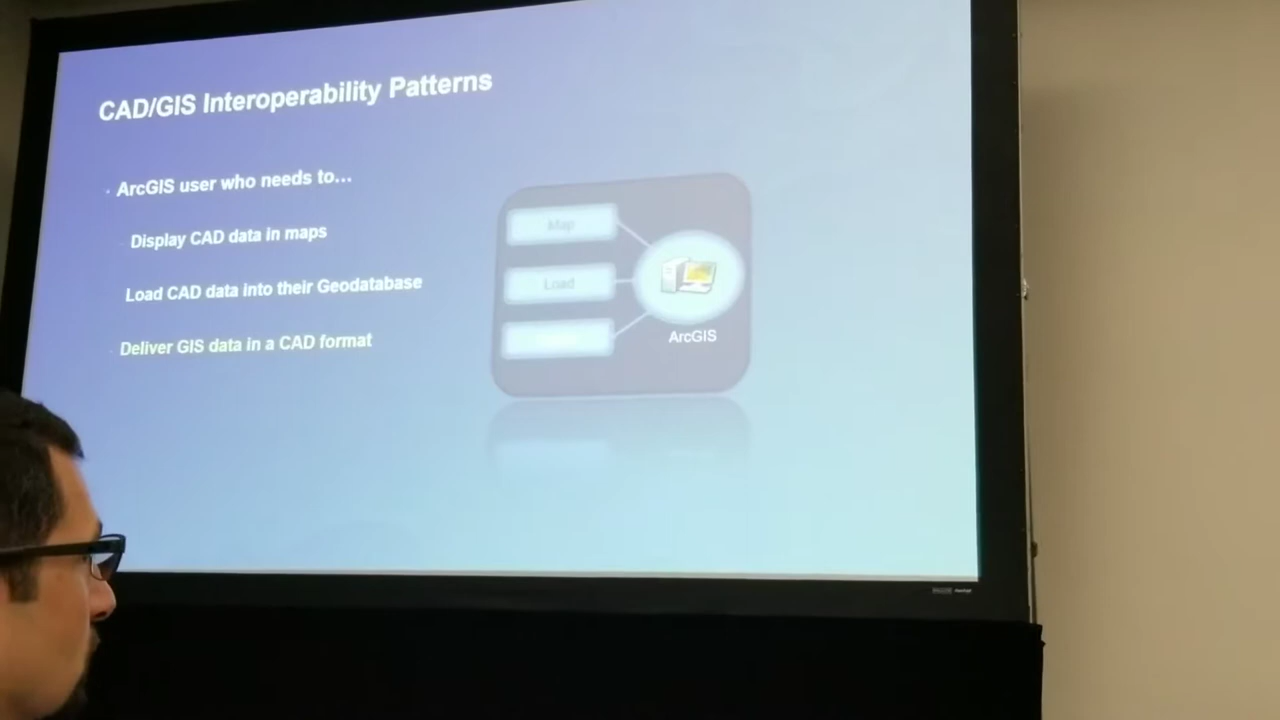 CAD/GIS Interoperability Patterns
ArcGIS user who needs to...
Display CAD data in maps
Load CAD data into their Geodatabase
Deliver GIS data in a CAD format
Map
Load
ArcGIS